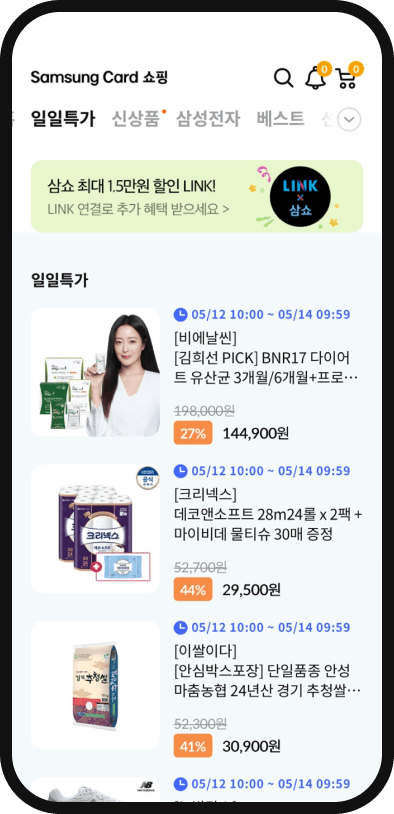 Samsung Card 쇼핑
0
0
일일특가 신상품 삼성전자 베스트
삼쇼 최대 1.5만원 할인 LINK!
LINK 연결로 추가 혜택 받으세요 >
LINK
x
삼쇼
일일특가
05/12 10:00 ~ 05/14 09:59
[비에날씬]
[김희선 PICK] BNR17 다이어
트 유산균 3개월/6개월+프로…
198,000원
27% 144,900원
05/12 10:00 ~ 05/14 09:59
[크리넥스]
데코앤소프트 28m24롤 x 2팩 +
마이비데 물티슈 30매 증정
52,700원
44% 29,500원
공식
크리넥스
05/12 10:00 ~ 05/14 09:59
[이쌀이다]
[안심박스포장] 단일품종 안성
마춤농협 24년산 경기 추청쌀…
52,300원
41% 30,900원
추청쌀
05/12 10:00 ~ 05/14 09:59